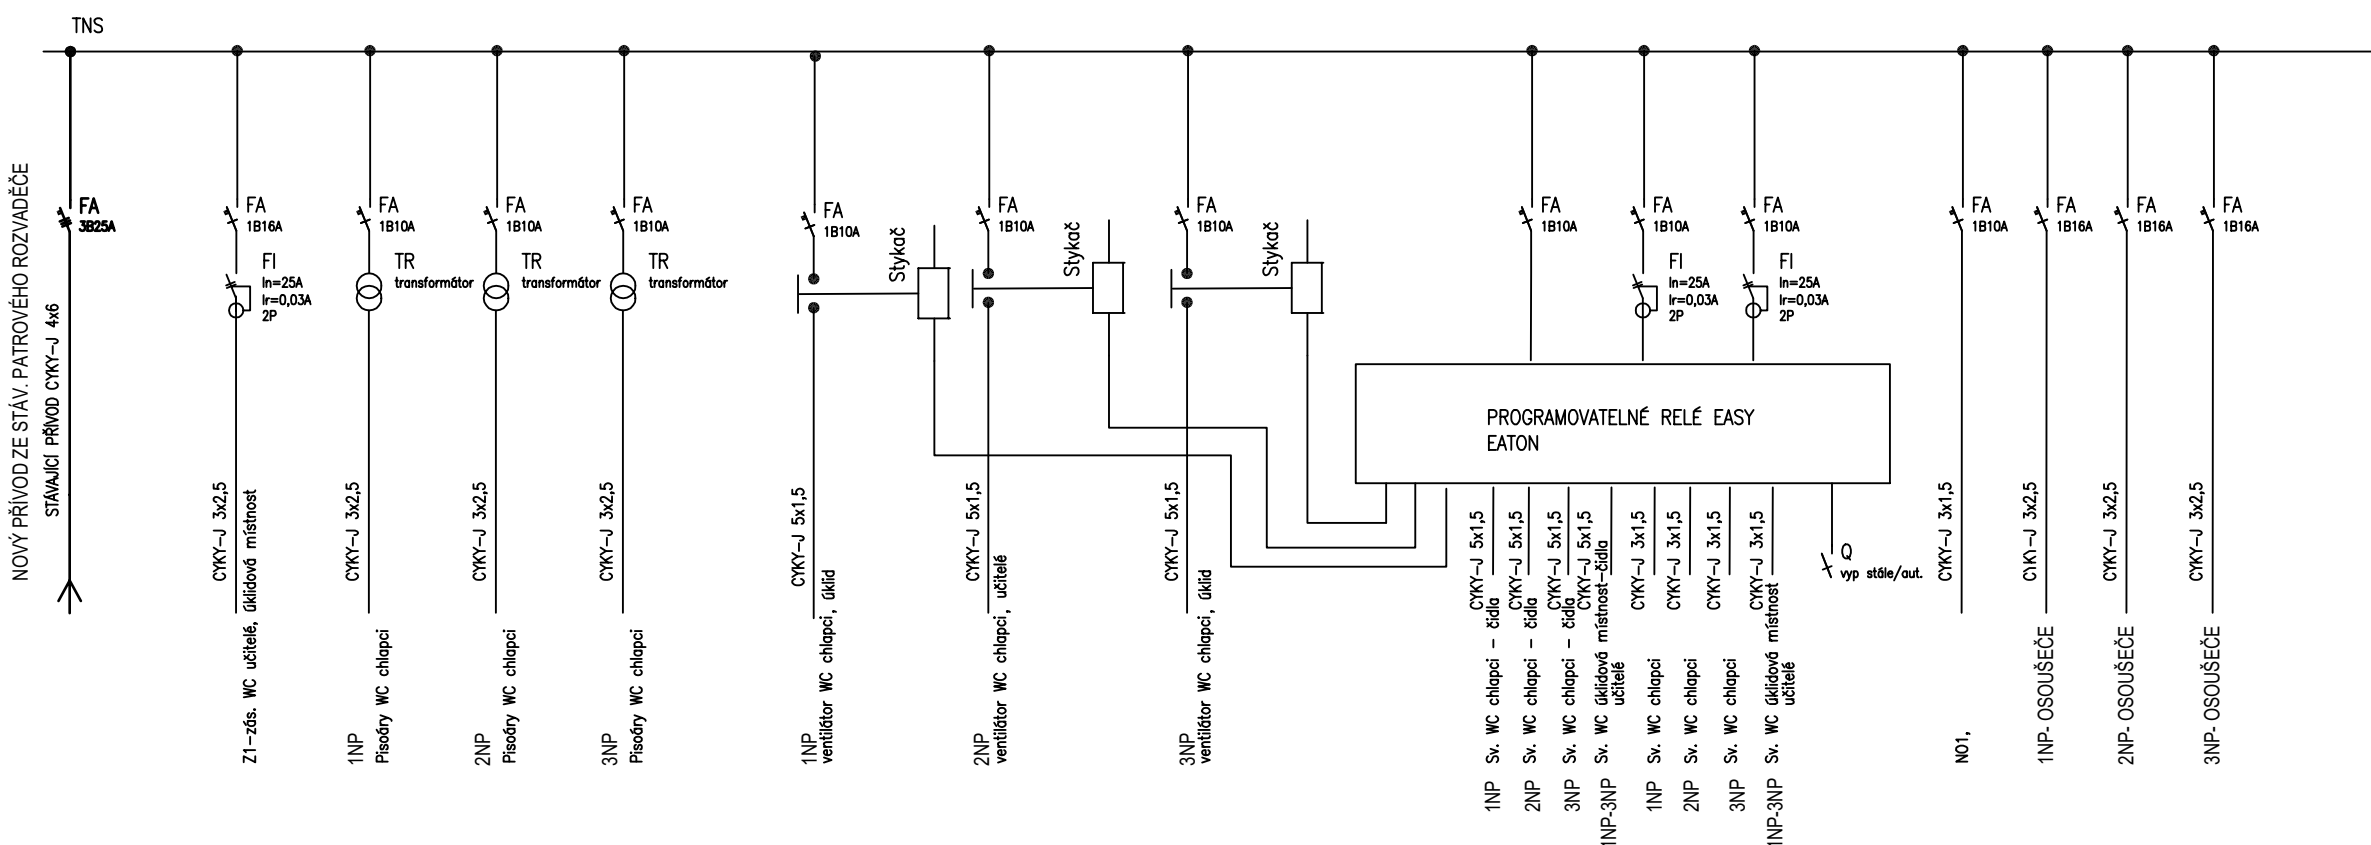 TNS
NOVÝ PŘÍVOD ZE STÁV. PATROVÉHO ROZVADĚČE
STÁVAJÍCÍ PŘÍVOD CYKY-J 4x6
FA
3B25A
FA
1B16A
FI
In=25A
Ir=0,03A
2P
CYKY-J 3x2,5
Z1-zás. WC učitelé, úklidová místnost
FA
1B10A
TR
transformátor
CYKY-J 3x2,5
1NP
Pisoáry WC chlapci
FA
1B10A
TR
transformátor
CYKY-J 3x2,5
2NP
Pisoáry WC chlapci
FA
1B10A
TR
transformátor
CYKY-J 3x2,5
3NP
Pisoáry WC chlapci
FA
1B10A
Stykač
CYKY-J 5x1,5
1NP
ventilátor WC chlapci, úklid
FA
1B10A
Stykač
CYKY-J 5x1,5
2NP
ventilátor WC chlapci, učitelé
FA
1B10A
Stykač
CYKY-J 5x1,5
3NP
ventilátor WC chlapci, úklid
FA
1B10A
FA
1B10A
FI
In=25A
Ir=0,03A
2P
FA
1B10A
FI
In=25A
Ir=0,03A
2P
PROGRAMOVATELNÉ RELÉ EASY
EATON
CYKY-J 5x1,5
1NP Sv. WC chlapci - čidla
CYKY-J 5x1,5
2NP Sv. WC chlapci - čidla
CYKY-J 5x1,5
3NP Sv. WC chlapci - čidla
CYKY-J 5x1,5
1NP-3NP Sv. WC úklidová místnost-čidla
učitelé
CYKY-J 3x1,5
1NP Sv. WC chlapci
CYKY-J 3x1,5
2NP Sv. WC chlapci
CYKY-J 3x1,5
3NP Sv. WC chlapci
CYKY-J 3x1,5
1NP-3NP Sv. WC úklidová místnost
učitelé
Q
vyp stále/aut.
FA
1B10A
CYKY-J 3x1,5
NO1,
FA
1B16A
CYKY-J 3x2,5
1NP- OSOUŠEČE
FA
1B16A
CYKY-J 3x2,5
2NP- OSOUŠEČE
FA
1B16A
CYKY-J 3x2,5
3NP- OSOUŠEČE